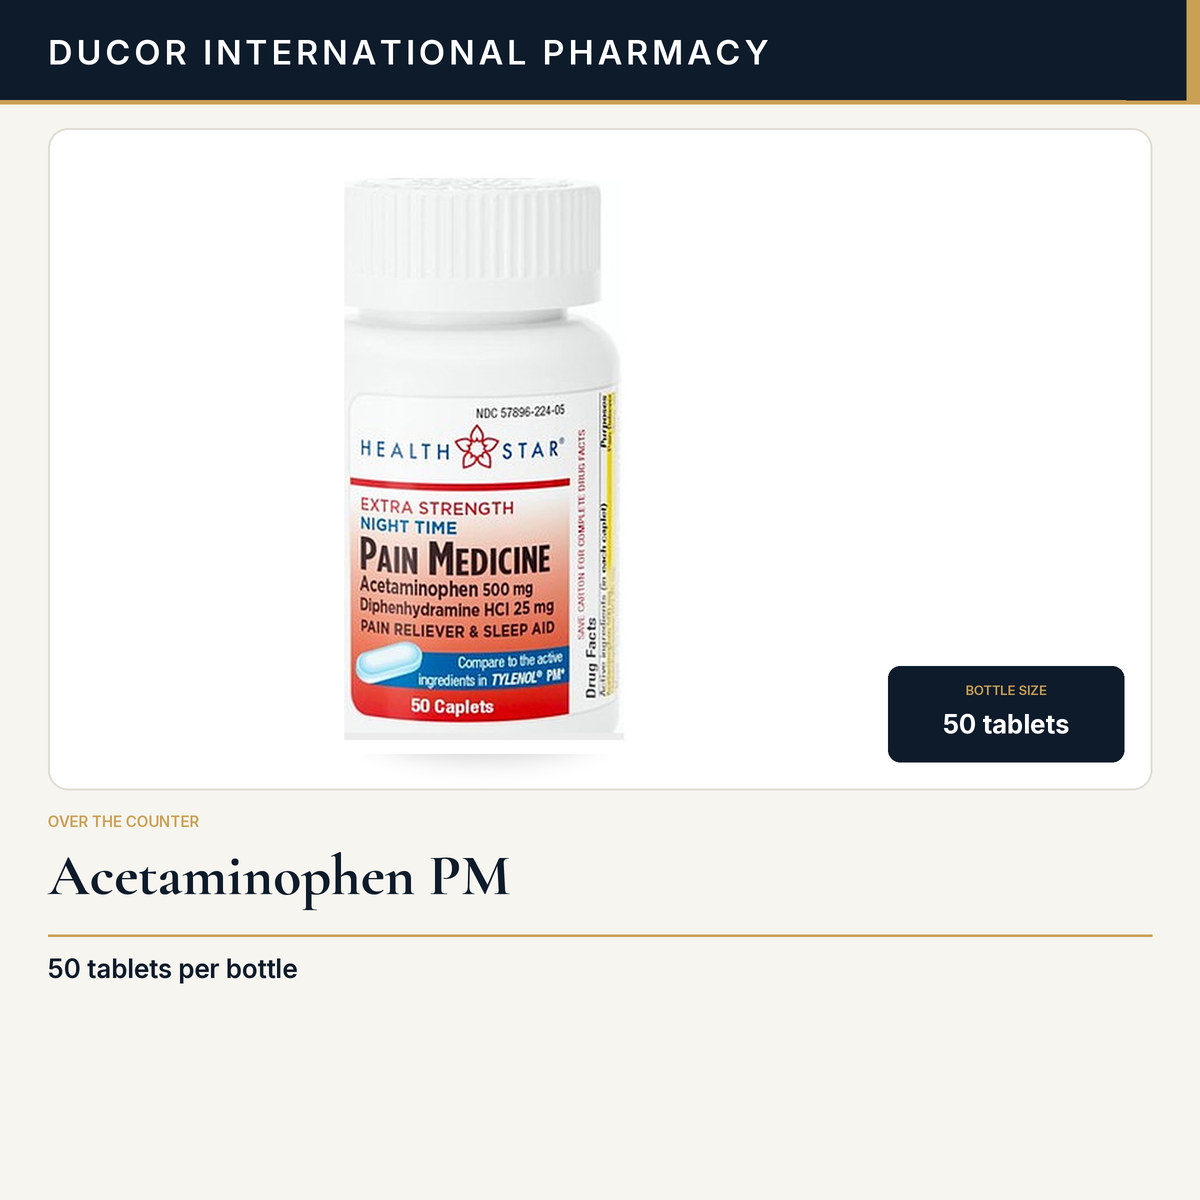 DUCOR INTERNATIONAL PHARMACY
NDC 57896-224-05
HEALTH STAR®
EXTRA STRENGTH
NIGHT TIME
PAIN MEDICINE
Acetaminophen 500 mg
Diphenhydramine HCl 25 mg
PAIN RELIEVER & SLEEP AID
Compare to the active
ingredients in TYLENOL® PM*
50 Caplets
SAVE CARTON FOR COMPLETE DRUG FACTS
Drug Facts
Active ingredients (in each caplet)
Purposes
BOTTLE SIZE
50 tablets
OVER THE COUNTER
Acetaminophen PM
50 tablets per bottle